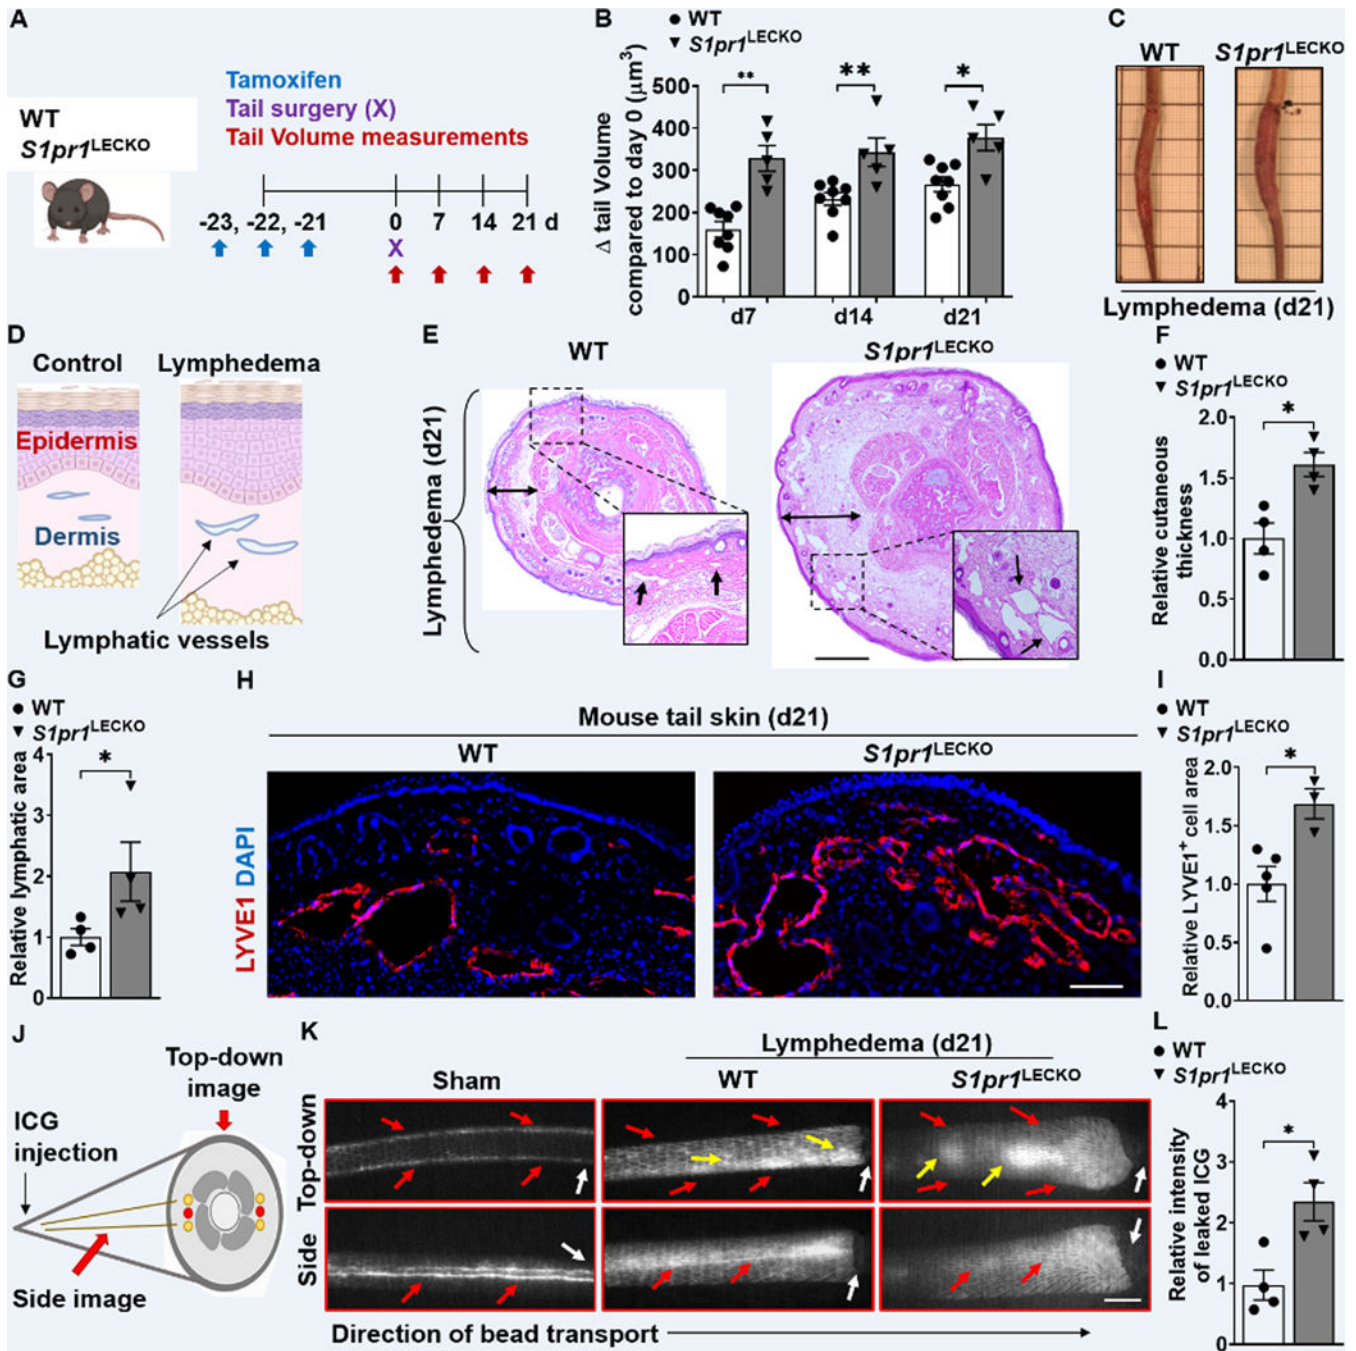 A
WT
S1pr1LECKO
Tamoxifen
Tail surgery (X)
Tail Volume measurements
-23, -22, -21
0 7 14 21 d
X
B
WT
S1pr1LECKO
Δ tail Volume
compared to day 0 (μm3)
500
400
300
200
100
0
** ** *
d7 d14 d21
C
WT S1pr1LECKO
Lymphedema (d21)
D
Control Lymphedema
Epidermis
Dermis
Lymphatic vessels
E
WT S1pr1LECKO
Lymphedema (d21)
F
WT
S1pr1LECKO
Relative cutaneous
thickness
2.0
1.5
1.0
0.5
0.0
*
G
WT
S1pr1LECKO
Relative lymphatic area
4
3
2
1
0
*
H
Mouse tail skin (d21)
WT S1pr1LECKO
LYVE1 DAPI
I
WT
S1pr1LECKO
Relative LYVE1+ cell area
2.0
1.5
1.0
0.5
0.0
*
J
Top-down
image
ICG
injection
Side image
K
Lymphedema (d21)
Sham WT S1pr1LECKO
Top-down
Side
Direction of bead transport
L
WT
S1pr1LECKO
Relative intensity
of leaked ICG
4
3
2
1
0
*